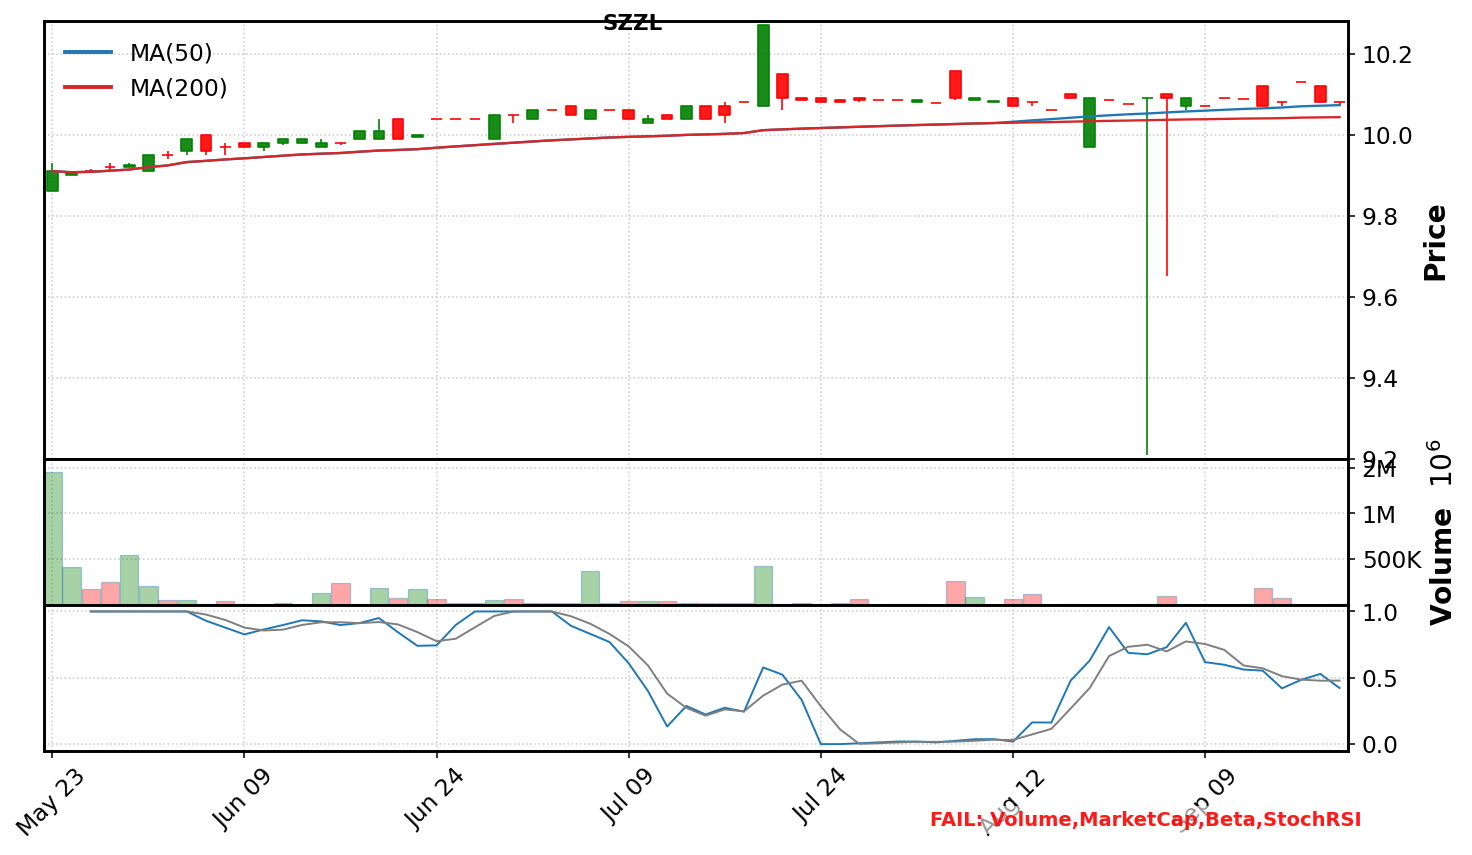 SZZL
MA(50)
MA(200)
10.2
10.0
9.8
9.6
9.4
9.2
Price
2M
1M
500K
Volume 10⁶
1.0
0.5
0.0
May 23
Jun 09
Jun 24
Jul 09
Jul 24
Aug 12
Sep 09
FAIL: Volume,MarketCap,Beta,StochRSI